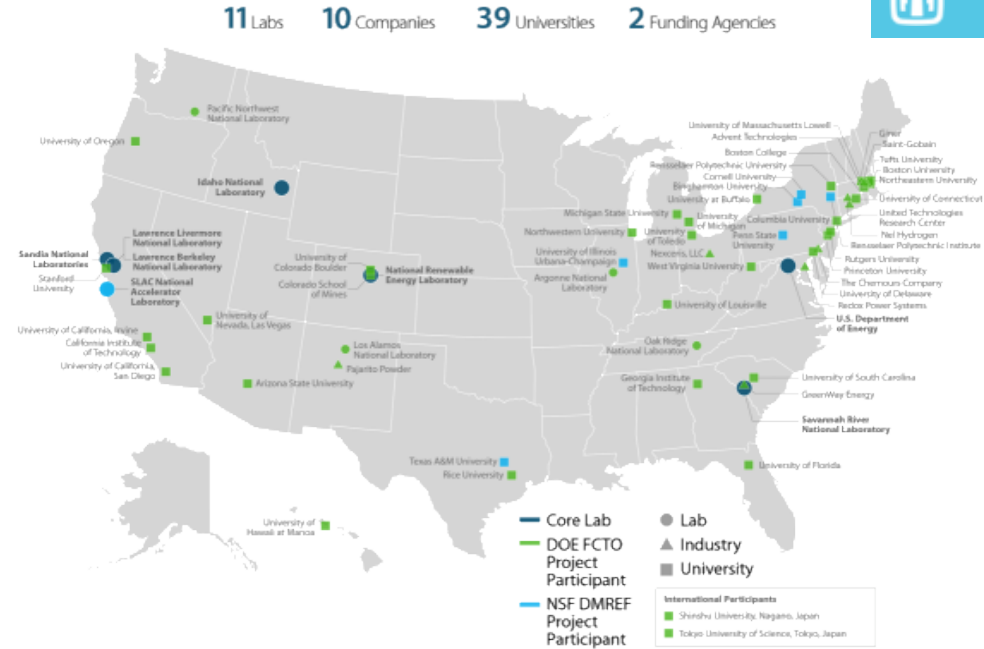 11 Labs 10 Companies 39 Universities 2 Funding Agencies
Pacific Northwest
National Laboratory
University of Oregon
Idaho National
Laboratory
Lawrence Livermore
National Laboratory
Sandia National
Laboratories
Lawrence Berkeley
National Laboratory
Stanford
University
SLAC National
Accelerator
Laboratory
University of
Colorado Boulder
Colorado School
of Mines
National Renewable
Energy Laboratory
University of
Nevada, Las Vegas
University of California, Irvine
California Institute
of Technology
University of California,
San Diego
Los Alamos
National Laboratory
Pajarito Powder
Arizona State University
Texas A&M University
Rice University
University of
Hawaii at Manoa
University of Massachusetts Lowell
Advent Technologies
Boston College
Rensselaer Polytechnic University
Cornell University
Binghamton University
University at Buffalo
Michigan State University
University
of Michigan
Northwestern University
University
of Toledo
Columbia University
Penn State
University
University of Illinois
Urbana-Champaign
Nexceris, LLC
West Virginia University
Argonne National
Laboratory
Giner
Saint-Gobain
Tufts University
Boston University
Northeastern University
University of Connecticut
United Technologies
Research Center
Nel Hydrogen
Rensselaer Polytechnic Institute
Rutgers University
Princeton University
The Chemours Company
University of Delaware
Redox Power Systems
U.S. Department
of Energy
University of Louisville
Oak Ridge
National Laboratory
Georgia Institute
of Technology
University of South Carolina
GreenWay Energy
Savannah River
National Laboratory
University of Florida
Core Lab
DOE FCTO
Project
Participant
NSF DMREF
Project
Participant
Lab
Industry
University
International Participants
Shinshu University, Nagano, Japan
Tokyo University of Science, Tokyo, Japan